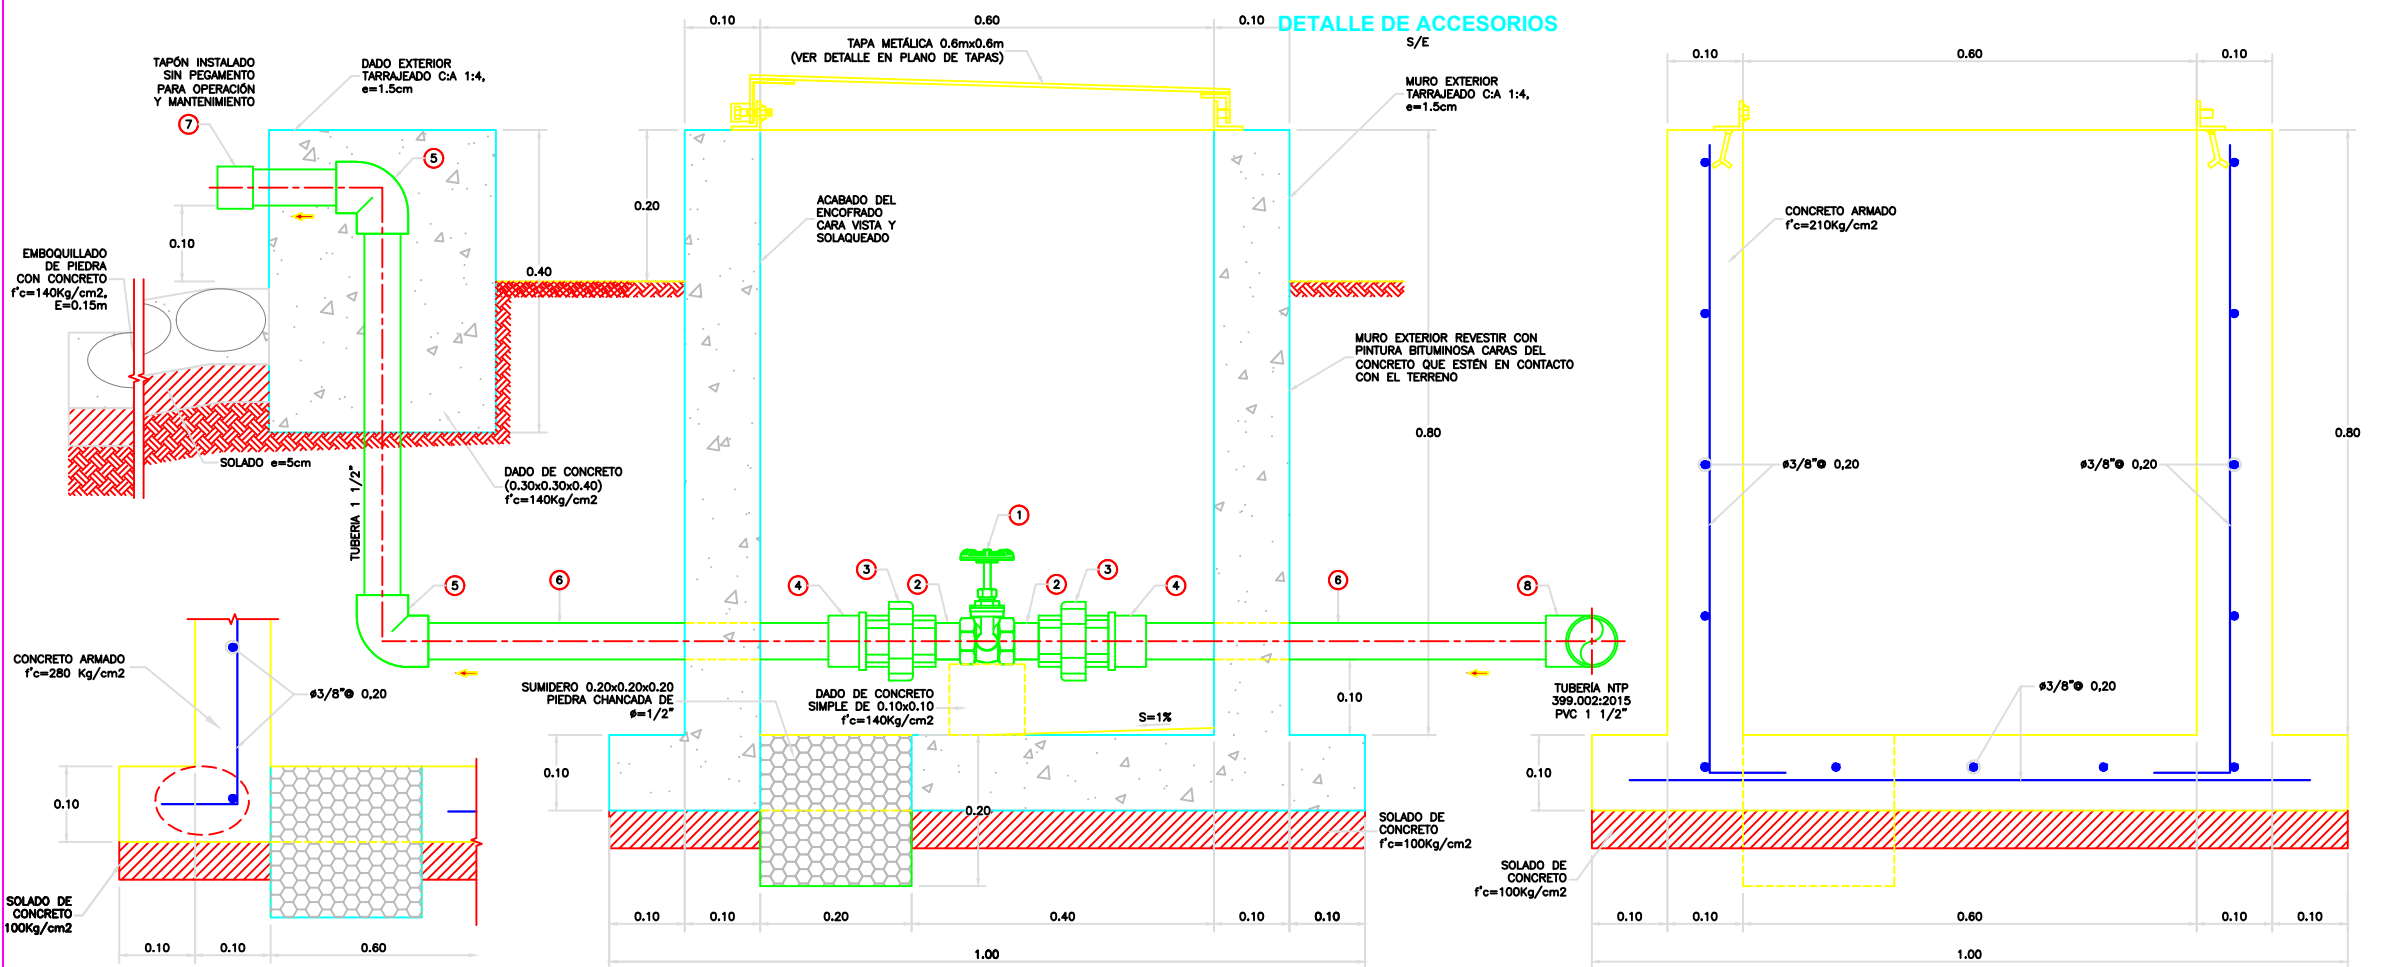 DETALLE DE ACCESORIOS
S/E
0.10
0.60
0.10
TAPA METÁLICA 0.6mx0.6m
(VER DETALLE EN PLANO DE TAPAS)
TAPÓN INSTALADO
SIN PEGAMENTO
PARA OPERACIÓN
Y MANTENIMIENTO
7
DADO EXTERIOR
TARRAJEADO C:A 1:4,
e=1.5cm
5
MURO EXTERIOR
TARRAJEADO C:A 1:4,
e=1.5cm
0.10
0.60
0.10
ACABADO DEL
ENCOFRADO
CARA VISTA Y
SOLAQUEADO
0.20
0.10
0.40
CONCRETO ARMADO
f'c=210Kg/cm2
EMBOQUILLADO
DE PIEDRA
CON CONCRETO
f'c=140Kg/cm2,
E=0.15m
MURO EXTERIOR REVESTIR CON
PINTURA BITUMINOSA CARAS DEL
CONCRETO QUE ESTÉN EN CONTACTO
CON EL TERRENO
0.80
0.80
SOLADO e=5cm
DADO DE CONCRETO
(0.30x0.30x0.40)
f'c=140Kg/cm2
TUBERIA 1 1/2"
ø3/8"@ 0,20
ø3/8"@ 0,20
1
5
6
4
3
2
2
3
4
6
8
CONCRETO ARMADO
f'c=280 Kg/cm2
ø3/8"@ 0,20
SUMIDERO 0.20x0.20x0.20
PIEDRA CHANCADA DE
ø=1/2"
DADO DE CONCRETO
SIMPLE DE 0.10x0.10
f'c=140Kg/cm2
S=1%
0.10
TUBERÍA NTP
399.002:2015
PVC 1 1/2"
ø3/8"@ 0,20
0.10
0.10
0.20
0.10
SOLADO DE
CONCRETO
f'c=100Kg/cm2
SOLADO DE
CONCRETO
f'c=100Kg/cm2
SOLADO DE
CONCRETO
100Kg/cm2
0.10
0.10
0.60
0.10
0.10
0.20
0.40
0.10
0.10
1.00
0.10
0.10
0.60
0.10
0.10
1.00